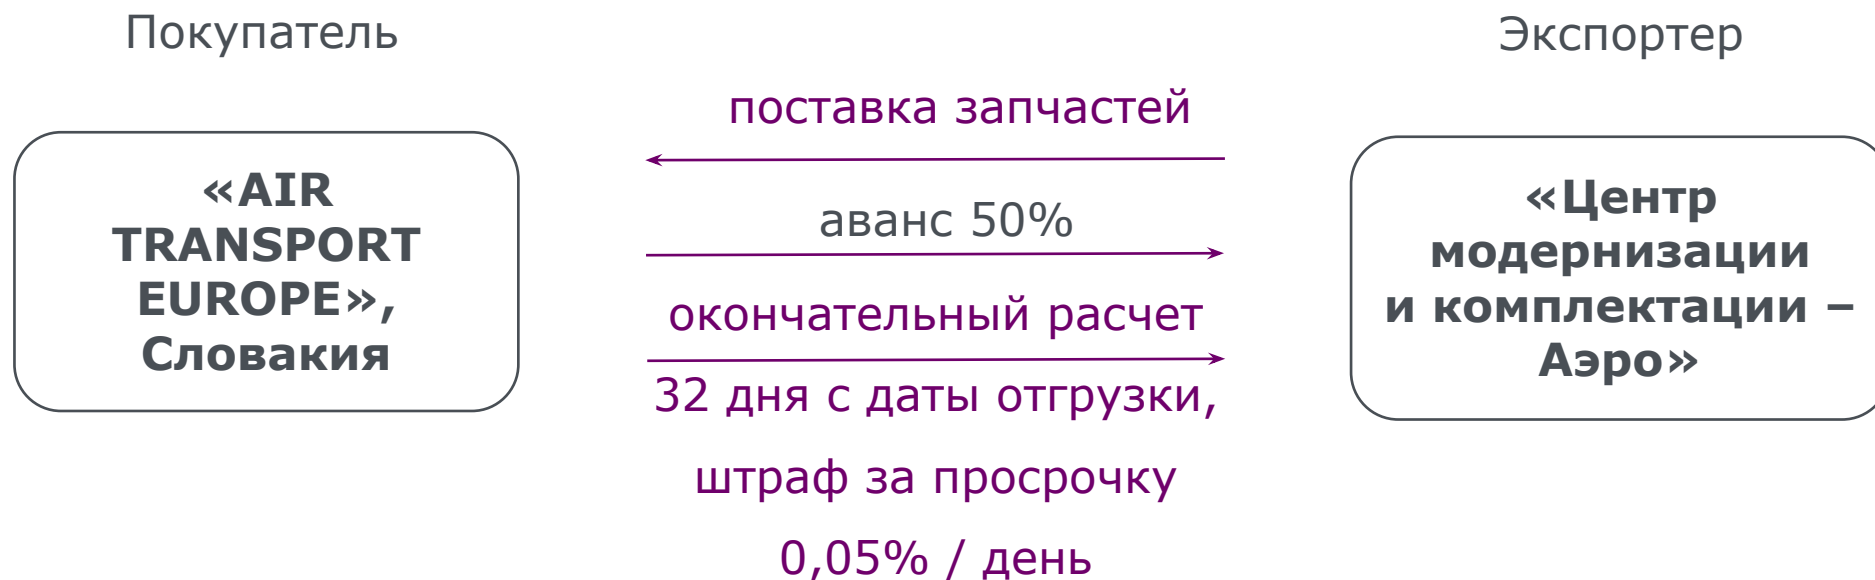 Покупатель
Экспортер
«AIR
TRANSPORT
EUROPE»,
Словакия
поставка запчастей
аванс 50%
окончательный расчет
32 дня с даты отгрузки,
штраф за просрочку
0,05% / день
«Центр
модернизации
и комплектации –
Аэро»